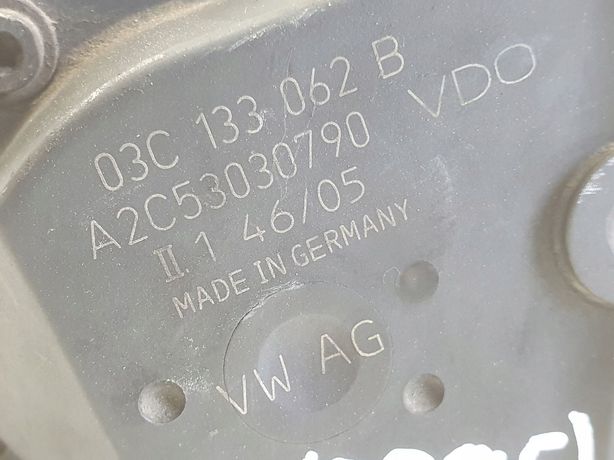 03C 133 062 B
VDO
A2C53030790
II. 1 46/05
MADE IN GERMANY
VW AG